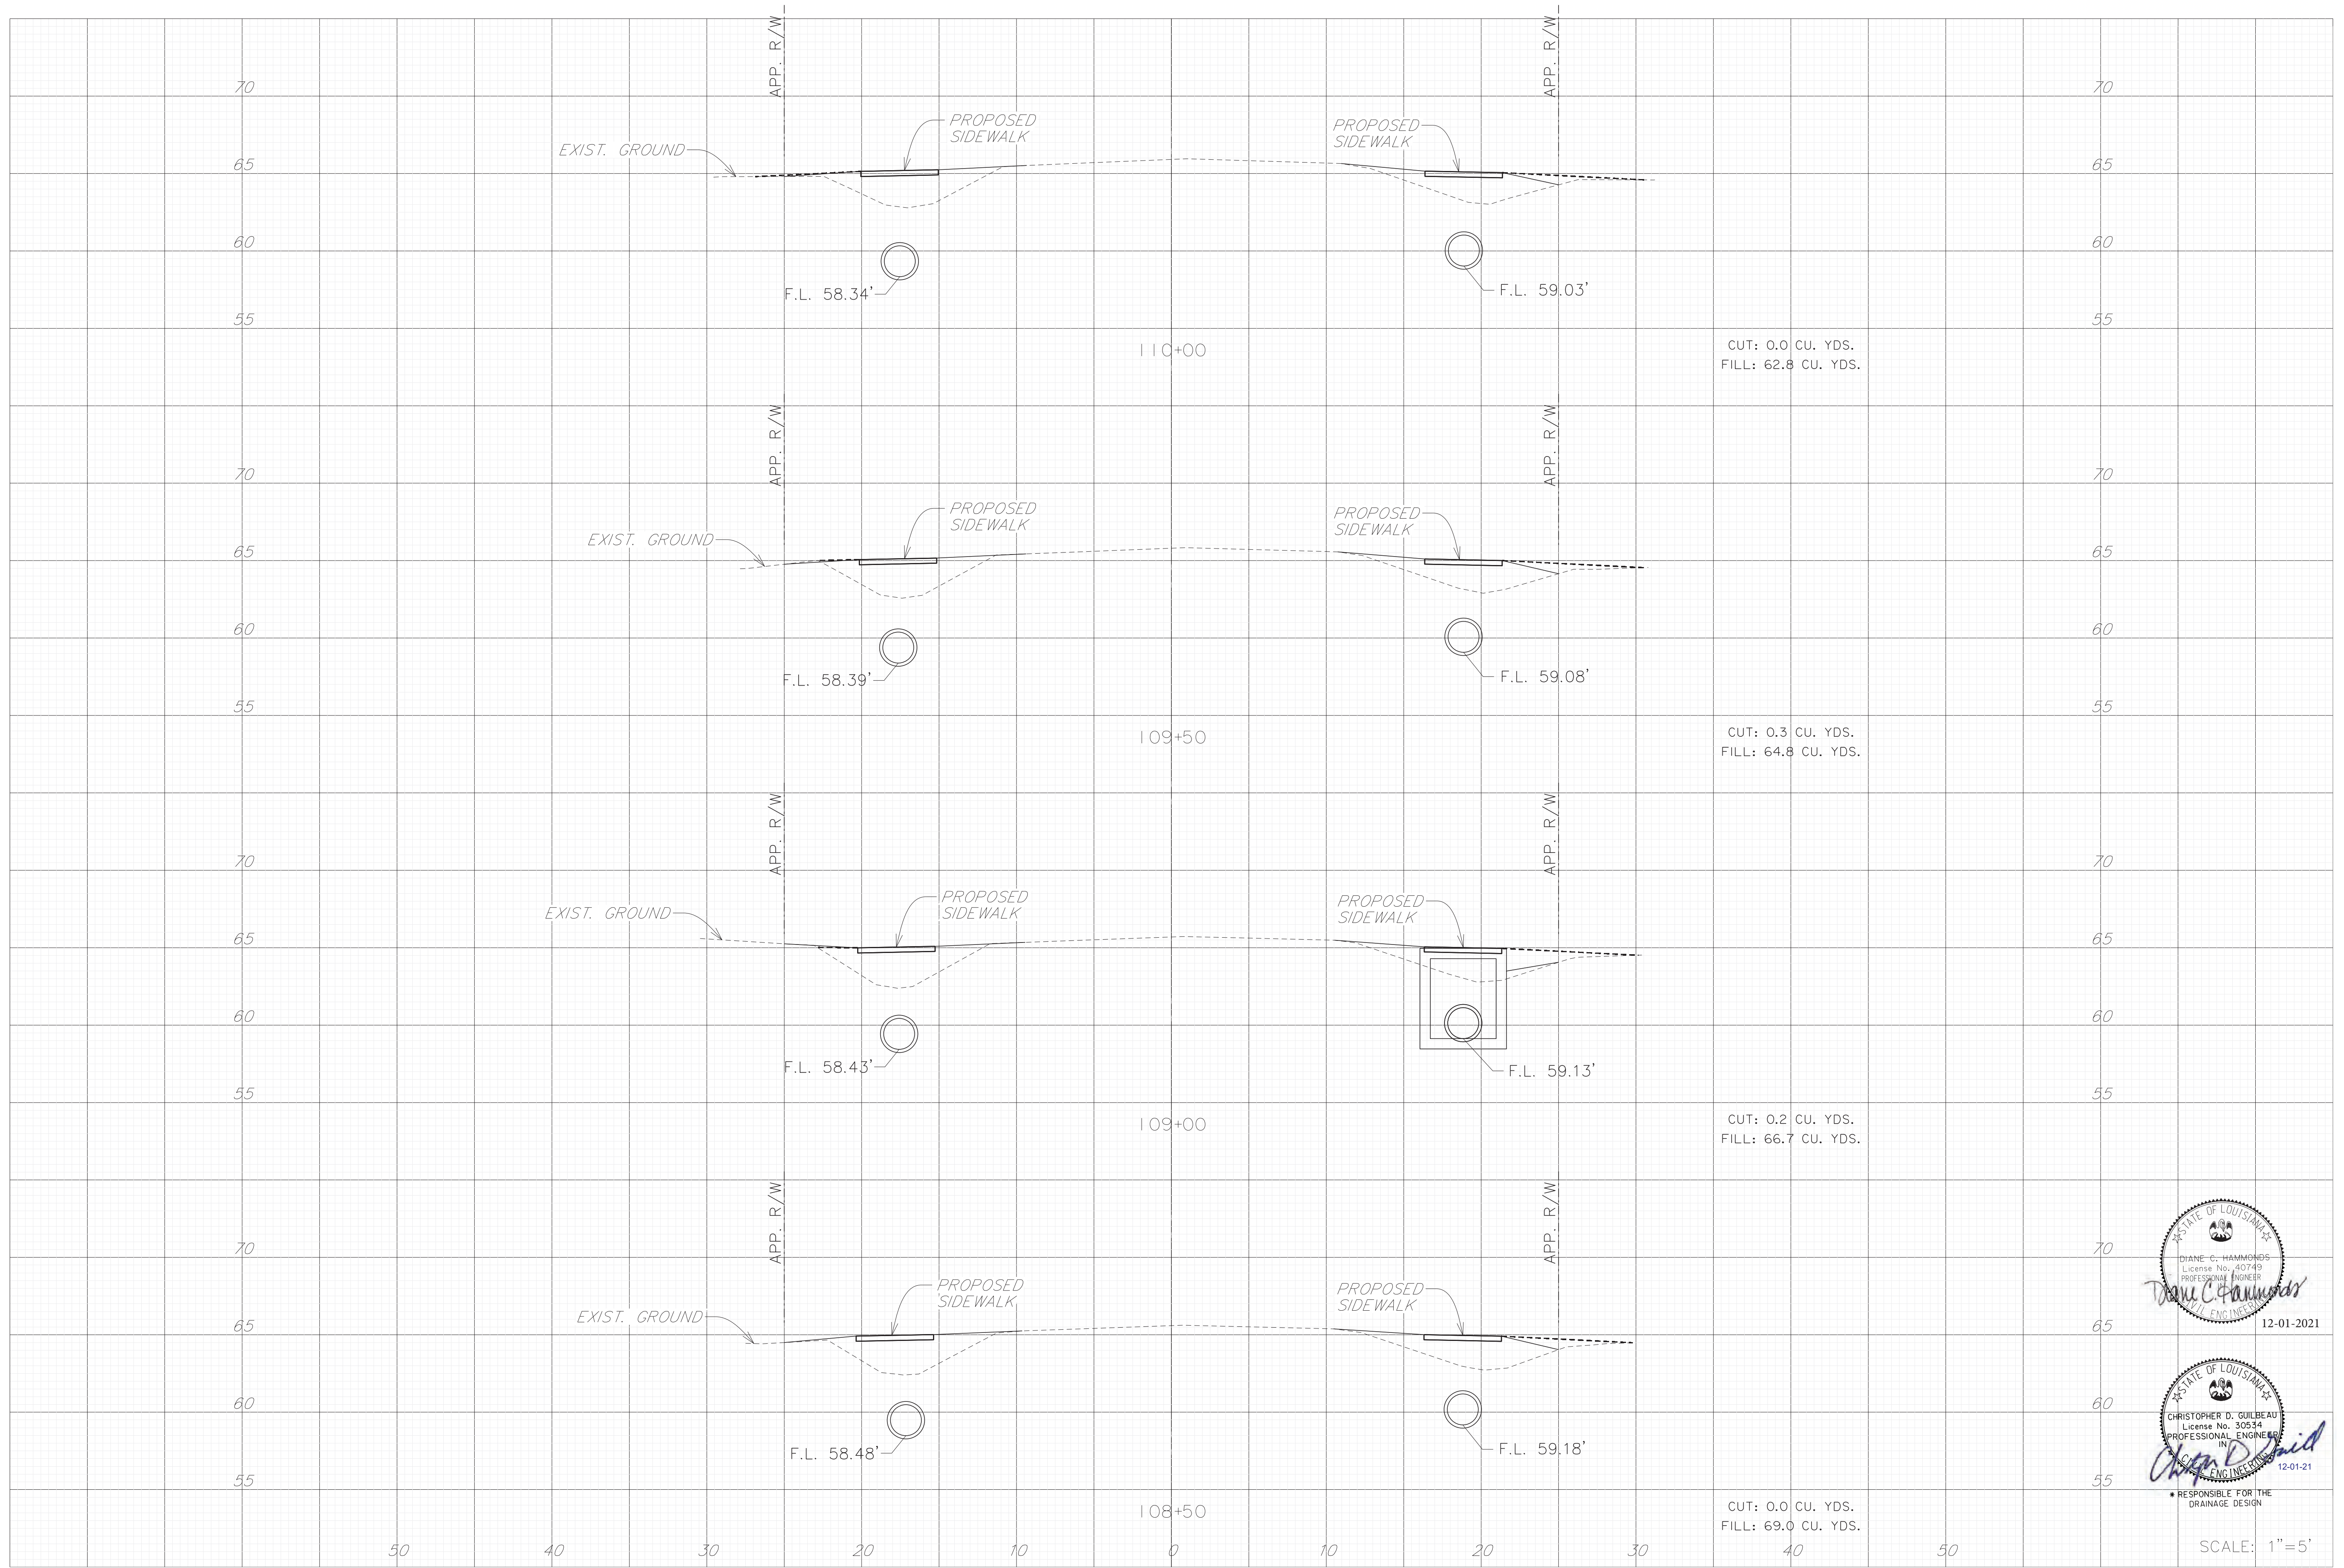 APP. R/W
APP. R/W
70
70
PROPOSED
SIDEWALK
PROPOSED
SIDEWALK
EXIST. GROUND
65
65
60
60
F.L. 58.34'
F.L. 59.03'
55
55
110+00
CUT: 0.0 CU. YDS.
FILL: 62.8 CU. YDS.
APP. R/W
APP. R/W
70
70
PROPOSED
SIDEWALK
PROPOSED
SIDEWALK
EXIST. GROUND
65
65
60
60
F.L. 58.39'
F.L. 59.08'
55
55
109+50
CUT: 0.3 CU. YDS.
FILL: 64.8 CU. YDS.
APP. R/W
APP. R/W
70
70
PROPOSED
SIDEWALK
PROPOSED
SIDEWALK
EXIST. GROUND
65
65
60
60
F.L. 58.43'
F.L. 59.13'
55
55
109+00
CUT: 0.2 CU. YDS.
FILL: 66.7 CU. YDS.
APP. R/W
APP. R/W
70
70
PROPOSED
SIDEWALK
PROPOSED
SIDEWALK
EXIST. GROUND
65
65
60
60
F.L. 58.48'
F.L. 59.18'
55
55
108+50
CUT: 0.0 CU. YDS.
FILL: 69.0 CU. YDS.
50
40
30
20
10
0
10
20
30
40
50
STATE OF LOUISIANA
DIANE C. HAMMONDS
License No. 40749
PROFESSIONAL ENGINEER
IN
CIVIL ENGINEERING
Diane C. Hammonds
12-01-2021
STATE OF LOUISIANA
CHRISTOPHER D. GUILBEAU
License No. 30534
PROFESSIONAL ENGINEER
IN
CIVIL ENGINEERING
12-01-21
* RESPONSIBLE FOR THE
DRAINAGE DESIGN
SCALE: 1"=5'